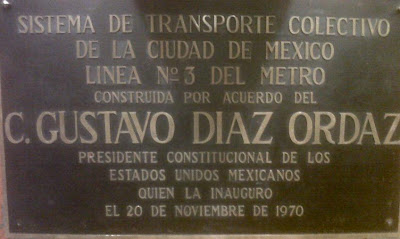 SISTEMA DE TRANSPORTE COLECTIVO
DE LA CIUDAD DE MEXICO
LINEA Nº 3 DEL METRO
CONSTRUIDA POR ACUERDO DEL
C. GUSTAVO DIAZ ORDAZ
PRESIDENTE CONSTITUCIONAL DE LOS
ESTADOS UNIDOS MEXICANOS
QUIEN LA INAUGURO
EL 20 DE NOVIEMBRE DE 1970